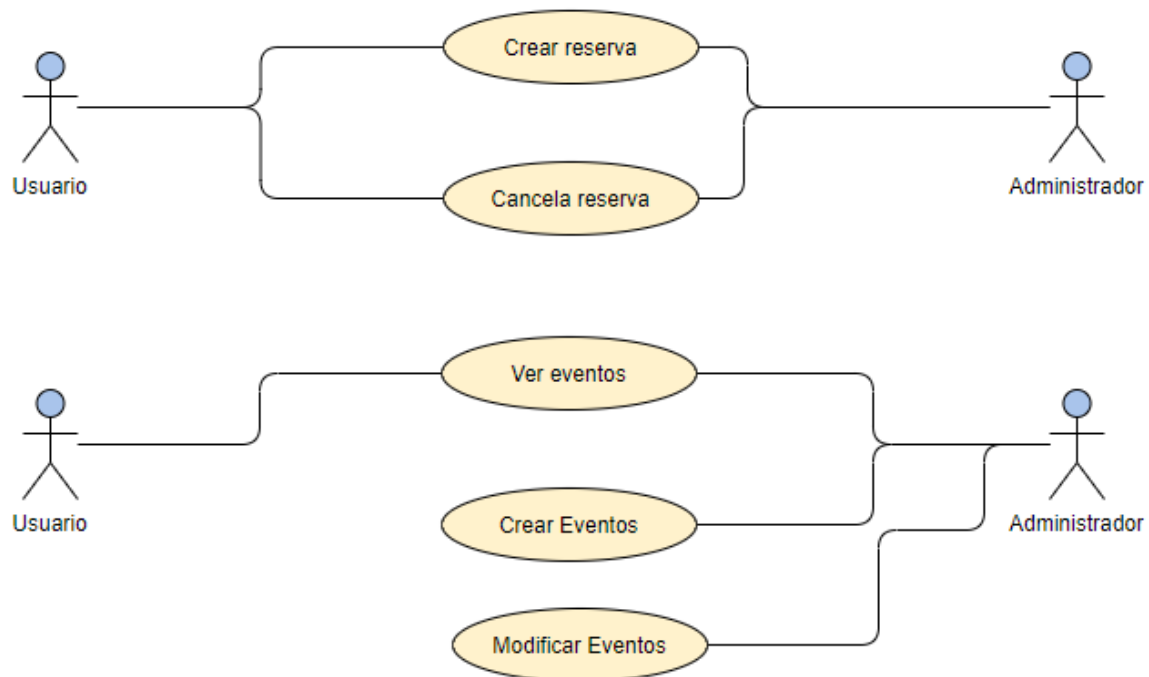 Crear reserva
Usuario
Administrador
Cancela reserva
Ver eventos
Usuario
Crear Eventos
Administrador
Modificar Eventos